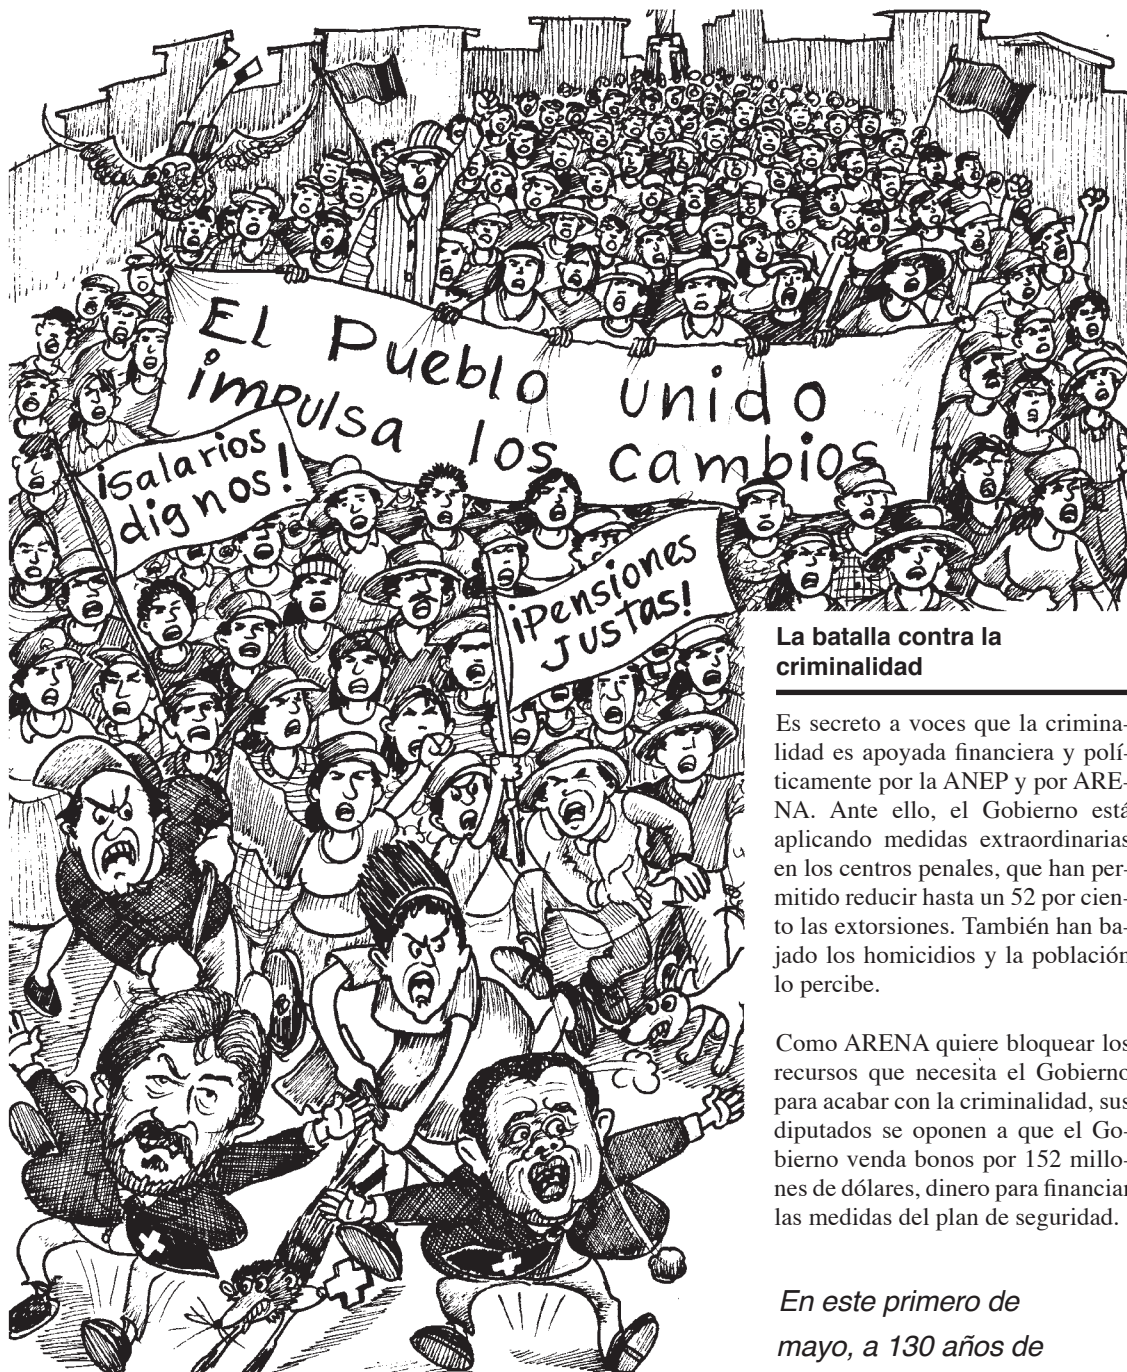 El Pueblo unido
impulsa los cambios
¡Salarios
dignos!
¡Pensiones
Justas!
La batalla contra la
criminalidad
Es secreto a voces que la crimina-
lidad es apoyada financiera y polí-
ticamente por la ANEP y por ARE-
NA. Ante ello, el Gobierno está
aplicando medidas extraordinarias
en los centros penales, que han per-
mitido reducir hasta un 52 por cien-
to las extorsiones. También han ba-
jado los homicidios y la población
lo percibe.
Como ARENA quiere bloquear los
recursos que necesita el Gobierno
para acabar con la criminalidad, sus
diputados se oponen a que el Go-
bierno venda bonos por 152 millo-
nes de dólares, dinero para financiar
las medidas del plan de seguridad.
En este primero de
mayo, a 130 años de